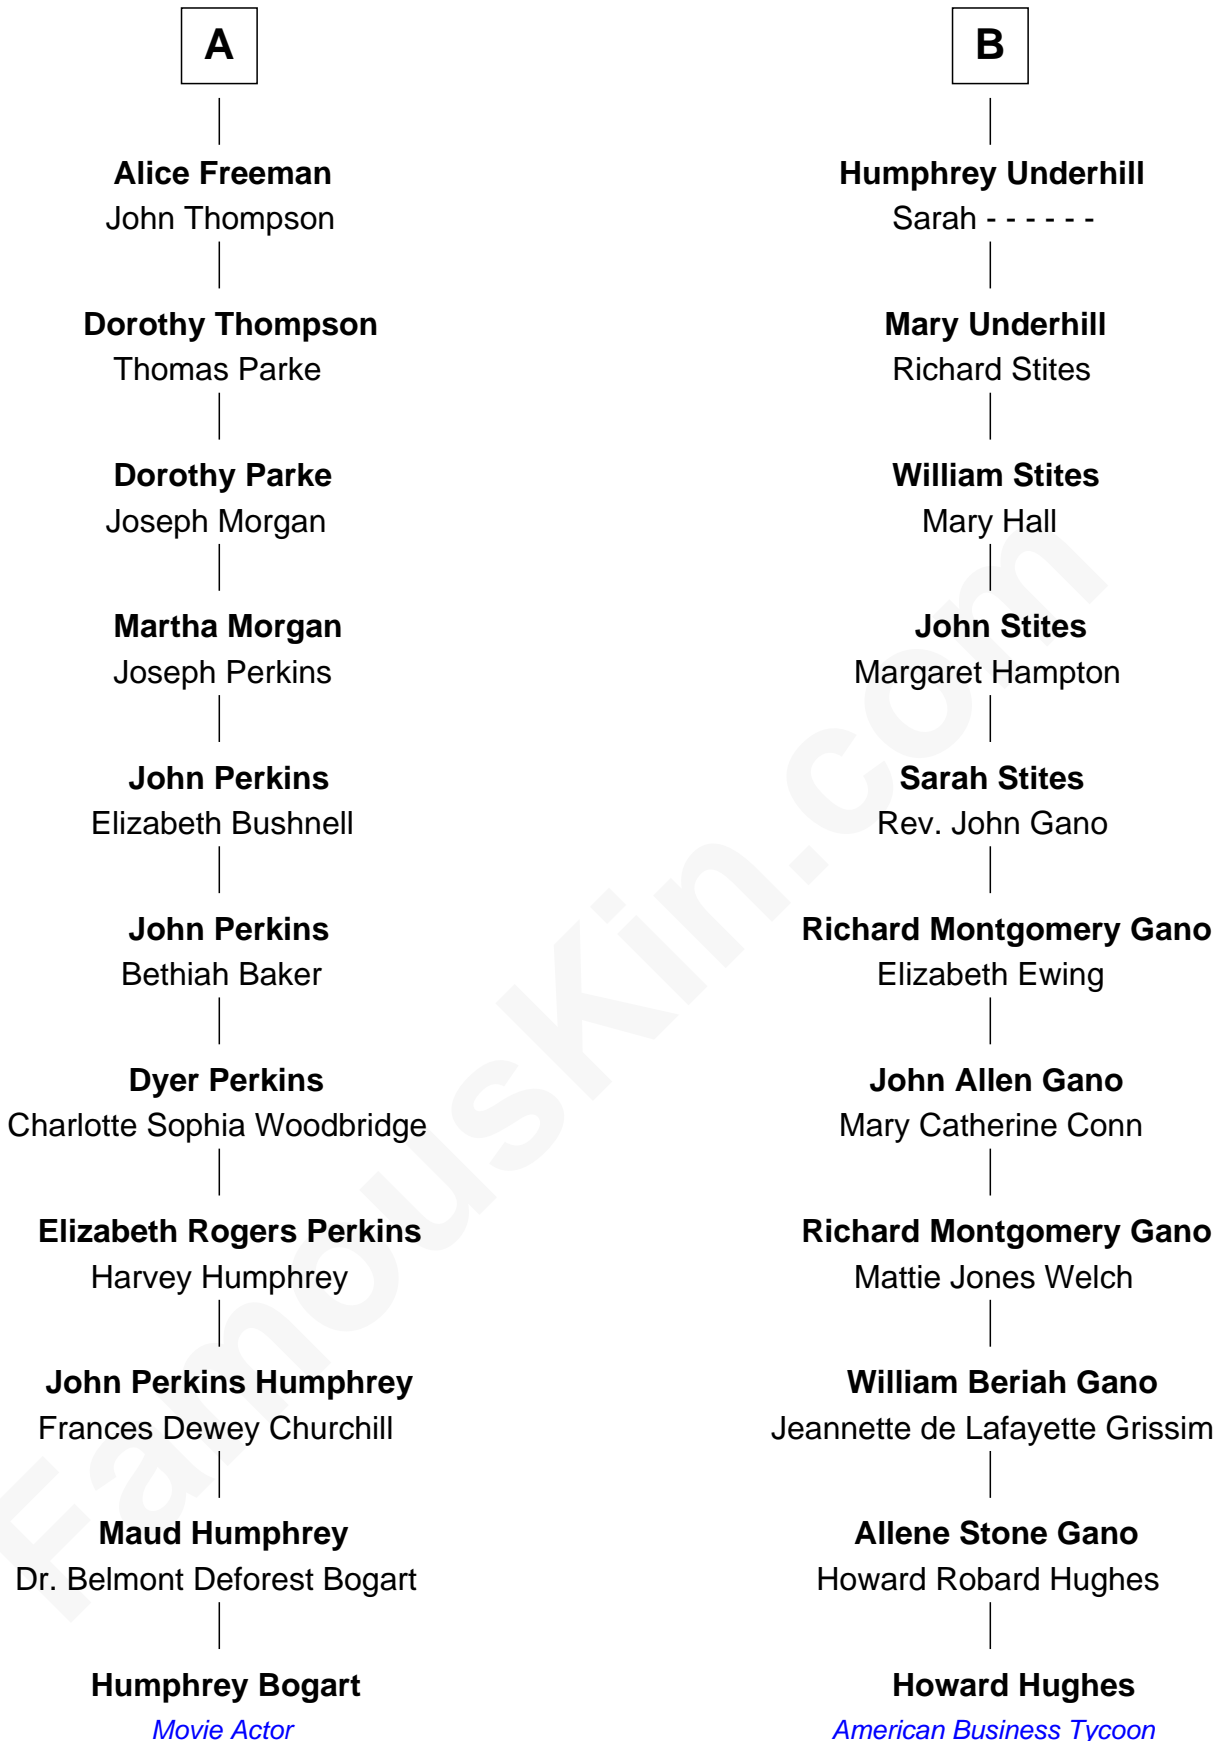 A
Alice Freeman
John Thompson
Dorothy Thompson
Thomas Parke
Dorothy Parke
Joseph Morgan
Martha Morgan
Joseph Perkins
John Perkins
Elizabeth Bushnell
John Perkins
Bethiah Baker
Dyer Perkins
Charlotte Sophia Woodbridge
Elizabeth Rogers Perkins
Harvey Humphrey
John Perkins Humphrey
Frances Dewey Churchill
Maud Humphrey
Dr. Belmont Deforest Bogart
Humphrey Bogart
Movie Actor
B
Humphrey Underhill
Sarah - - - - - -
Mary Underhill
Richard Stites
William Stites
Mary Hall
John Stites
Margaret Hampton
Sarah Stites
Rev. John Gano
Richard Montgomery Gano
Elizabeth Ewing
John Allen Gano
Mary Catherine Conn
Richard Montgomery Gano
Mattie Jones Welch
William Beriah Gano
Jeannette de Lafayette Grissim
Allene Stone Gano
Howard Robard Hughes
Howard Hughes
American Business Tycoon
FamousKin.com